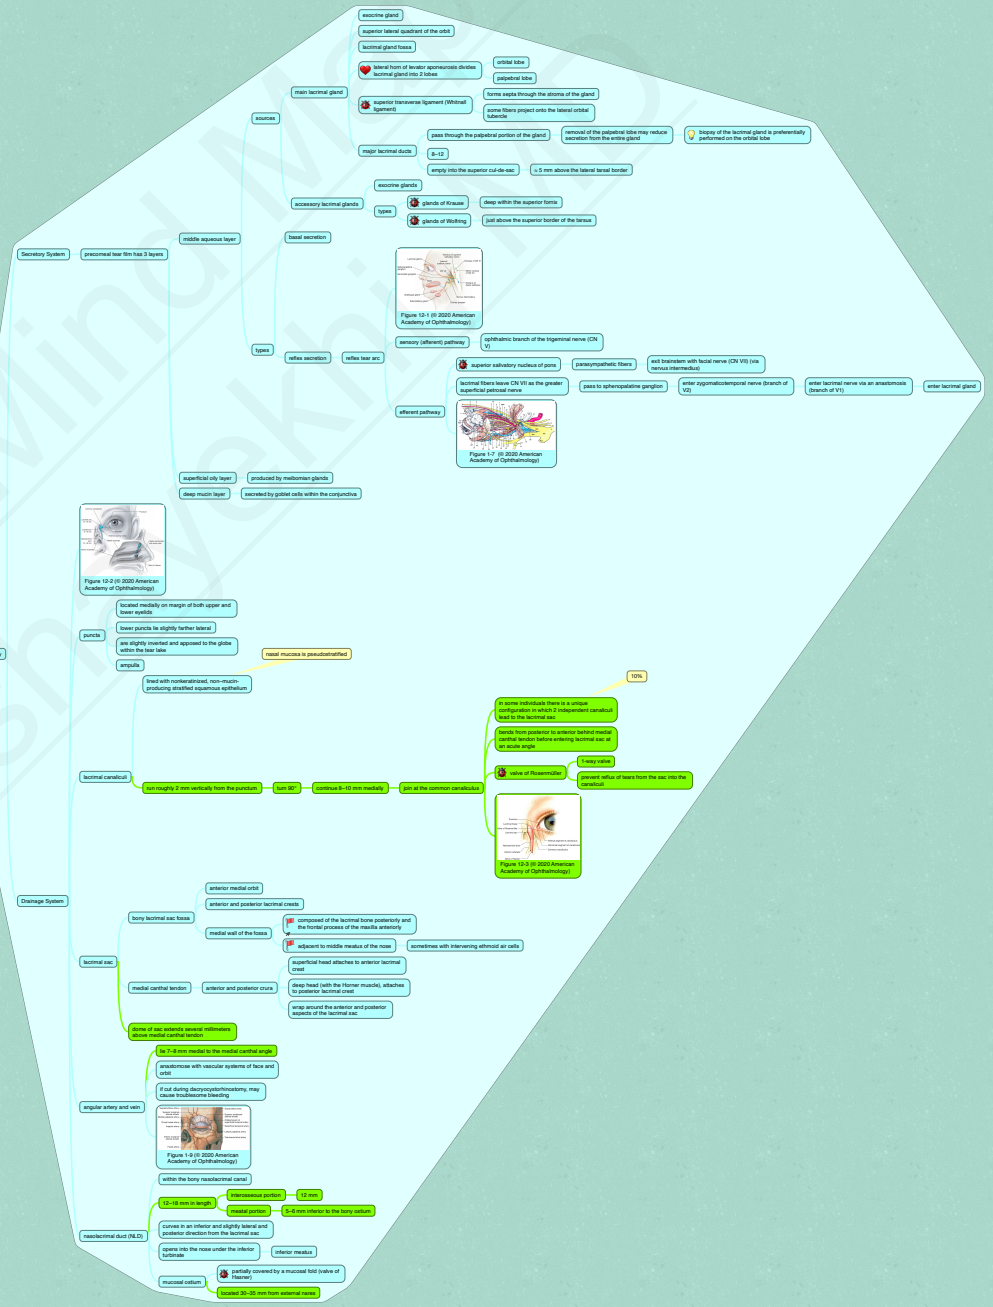 exocrine gland
superior lateral quadrant of the orbit
lacrimal gland fossa
lateral horn of levator aponeurosis divides
lacrimal gland into 2 lobes
orbital lobe
palpebral lobe
main lacrimal gland
superior transverse ligament (Whitnall
ligament)
forms septa through the stroma of the gland
some fibers project onto the lateral orbital
tubercle
sources
major lacrimal ducts
pass through the palpebral portion of the gland
removal of the palpebral lobe may reduce
secretion from the entire gland
biopsy of the lacrimal gland is preferentially
performed on the orbital lobe
8–12
empty into the superior cul-de-sac
≈ 5 mm above the lateral tarsal border
accessory lacrimal glands
exocrine glands
types
glands of Krause
deep within the superior fornix
glands of Wolfring
just above the superior border of the tarsus
Secretory System
precorneal tear film has 3 layers
middle aqueous layer
basal secretion
Figure 12-1 (© 2020 American
Academy of Ophthalmology)
types
reflex secretion
reflex tear arc
sensory (afferent) pathway
ophthalmic branch of the trigeminal nerve (CN
V)
efferent pathway
superior salivatory nucleus of pons
parasympathetic fibers
exit brainstem with facial nerve (CN VII) (via
nervus intermedius)
lacrimal fibers leave CN VII as the greater
superficial petrosal nerve
pass to sphenopalatine ganglion
enter zygomaticotemporal nerve (branch of
V2)
enter lacrimal nerve via an anastomosis
(branch of V1)
enter lacrimal gland
Figure 1-7 (© 2020 American
Academy of Ophthalmology)
superficial oily layer
produced by meibomian glands
deep mucin layer
secreted by goblet cells within the conjunctiva
Figure 12-2 (© 2020 American
Academy of Ophthalmology)
puncta
located medially on margin of both upper and
lower eyelids
lower puncta lie slightly farther lateral
are slightly inverted and apposed to the globe
within the tear lake
ampulla
nasal mucosa is pseudostratified
lined with nonkeratinized, non–mucin-
producing stratified squamous epithelium
10%
in some individuals there is a unique
configuration in which 2 independent canaliculi
lead to the lacrimal sac
bends from posterior to anterior behind medial
canthal tendon before entering lacrimal sac at
an acute angle
valve of Rosenmüller
1-way valve
prevent reflux of tears from the sac into the
canaliculi
lacrimal canaliculi
run roughly 2 mm vertically from the punctum
turn 90°
continue 8–10 mm medially
join at the common canaliculus
Figure 12-3 (© 2020 American
Academy of Ophthalmology)
Drainage System
bony lacrimal sac fossa
anterior medial orbit
anterior and posterior lacrimal crests
medial wall of the fossa
composed of the lacrimal bone posteriorly and
the frontal process of the maxilla anteriorly
adjacent to middle meatus of the nose
sometimes with intervening ethmoid air cells
lacrimal sac
medial canthal tendon
anterior and posterior crura
superficial head attaches to anterior lacrimal
crest
deep head (with the Horner muscle), attaches
to posterior lacrimal crest
wrap around the anterior and posterior
aspects of the lacrimal sac
dome of sac extends several millimeters
above medial canthal tendon
angular artery and vein
lie 7–8 mm medial to the medial canthal angle
anastomose with vascular systems of face and
orbit
if cut during dacryocystorhinostomy, may
cause troublesome bleeding
Figure 1-9 (© 2020 American
Academy of Ophthalmology)
nasolacrimal duct (NLD)
within the bony nasolacrimal canal
12–18 mm in length
interosseous portion
12 mm
meatal portion
5–6 mm inferior to the bony ostium
curves in an inferior and slightly lateral and
posterior direction from the lacrimal sac
opens into the nose under the inferior
turbinate
inferior meatus
mucosal ostium
partially covered by a mucosal fold (valve of
Hasner)
located 30–35 mm from external nares